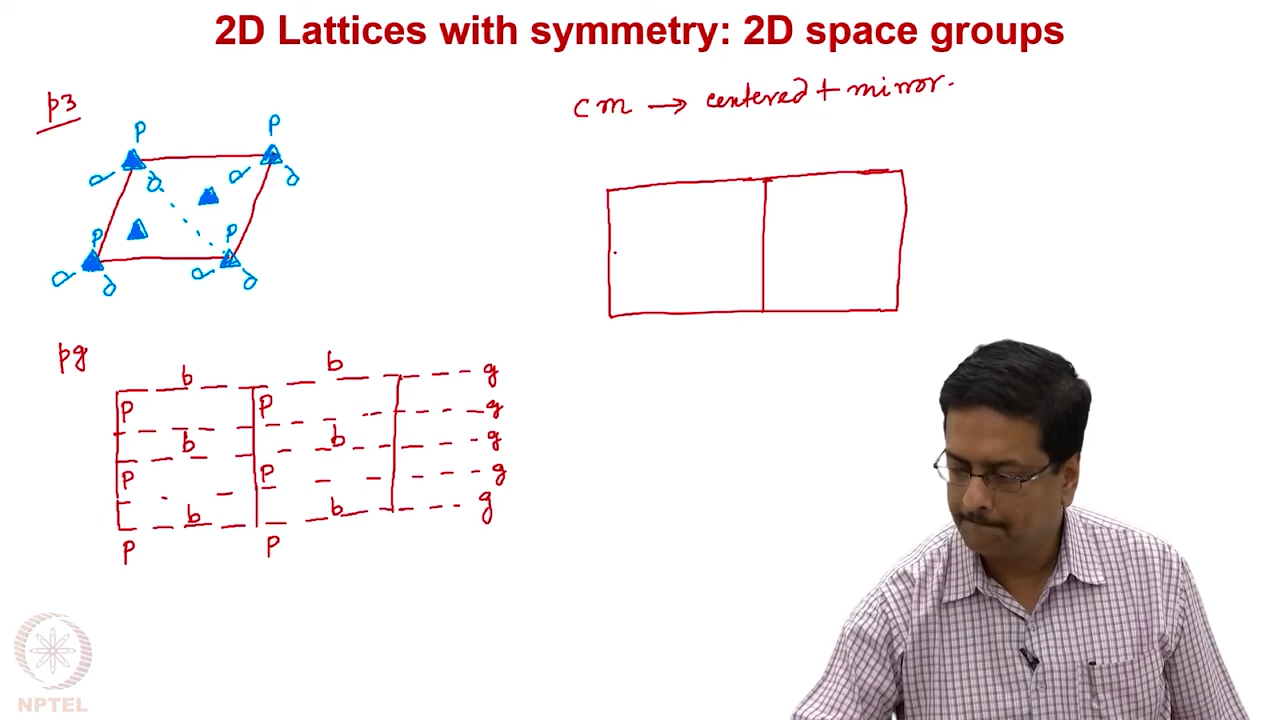 2D Lattices with symmetry: 2D space groups
p3
cm → centered + mirror.
P P
P P
pg
b b g
P P g
b b g
P P g
b b g
P P
NPTEL